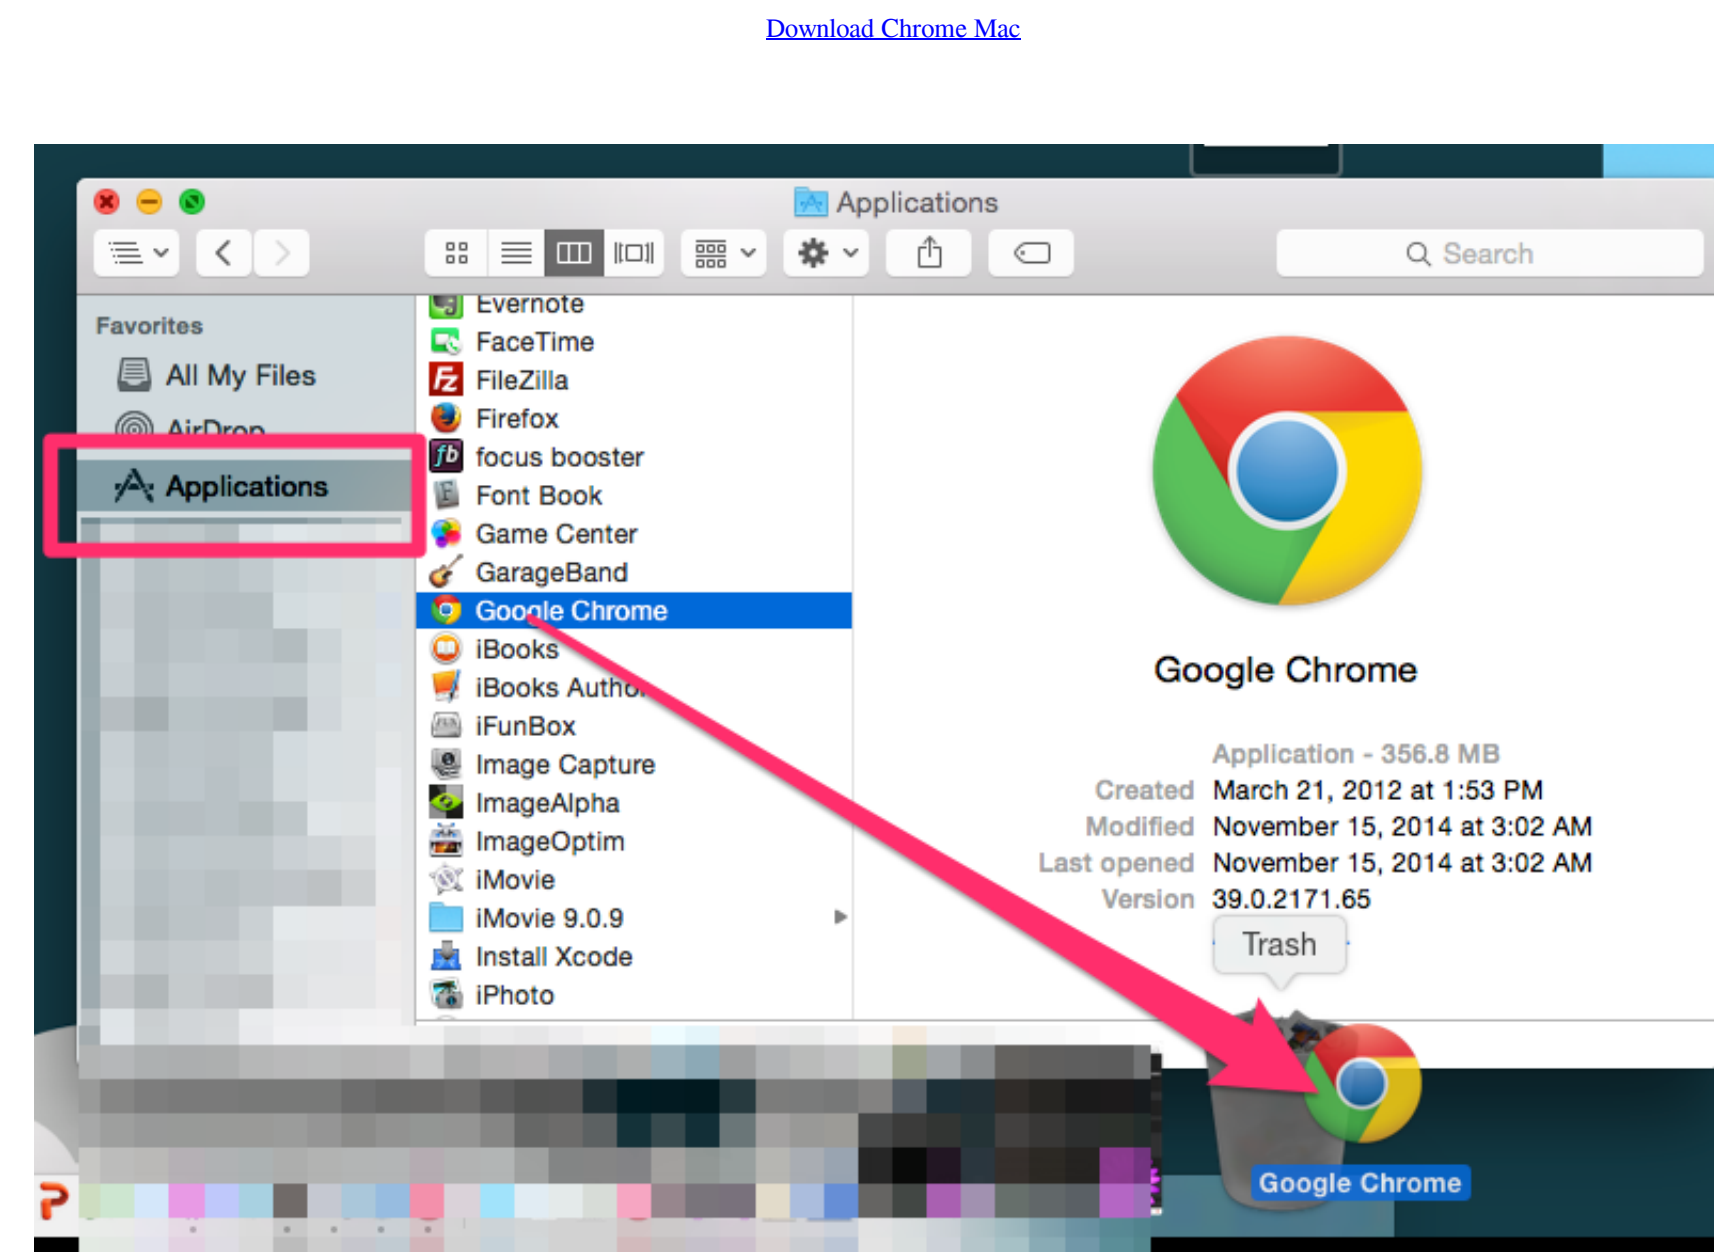 Download Chrome Mac
Applications
Search
Favorites
All My Files
AirDrop
Applications
Evernote
FaceTime
FileZilla
Firefox
focus booster
Font Book
Game Center
GarageBand
Google Chrome
iBooks
iBooks Author
iFunBox
Image Capture
ImageAlpha
ImageOptim
iMovie
iMovie 9.0.9
Install Xcode
iPhoto
Google Chrome
Application - 356.8 MB
Created March 21, 2012 at 1:53 PM
Modified November 15, 2014 at 3:02 AM
Last opened November 15, 2014 at 3:02 AM
Version 39.0.2171.65
Trash
Google Chrome